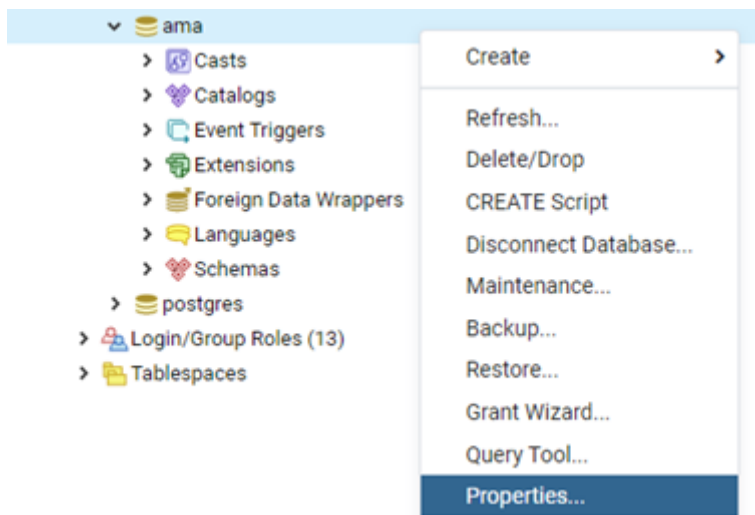 ama
Casts
Catalogs
Event Triggers
Extensions
Foreign Data Wrappers
Languages
Schemas
postgres
Login/Group Roles (13)
Tablespaces
Create
Refresh...
Delete/Drop
CREATE Script
Disconnect Database...
Maintenance...
Backup...
Restore...
Grant Wizard...
Query Tool...
Properties...